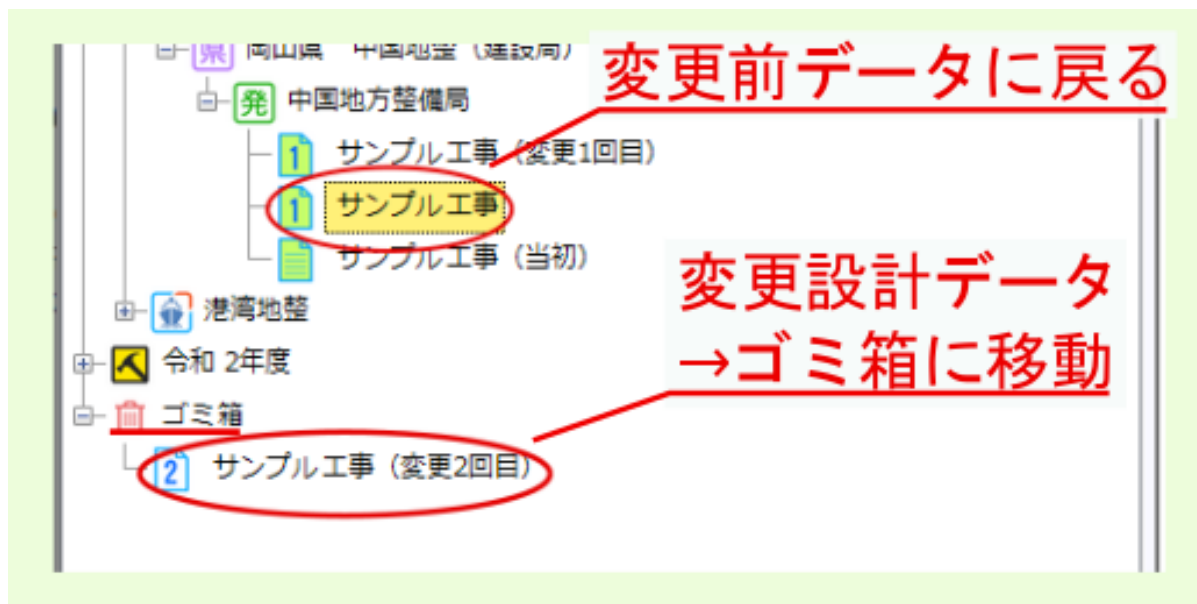 県 岡山県 中国地整（建設局）
変更前データに戻る
発 中国地方整備局
1 サンプル工事（変更1回目）
1 サンプル工事
サンプル工事（当初）
変更設計データ
→ゴミ箱に移動
港湾地整
令和 2年度
ゴミ箱
2 サンプル工事（変更2回目）